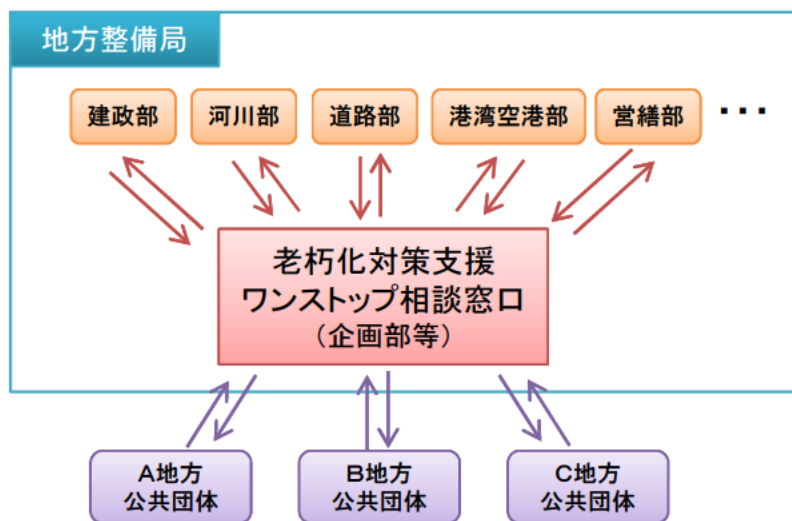 地方整備局
建政部
河川部
道路部
港湾空港部
営繕部
・・・
老朽化対策支援
ワンストップ相談窓口
（企画部等）
A地方
公共団体
B地方
公共団体
C地方
公共団体